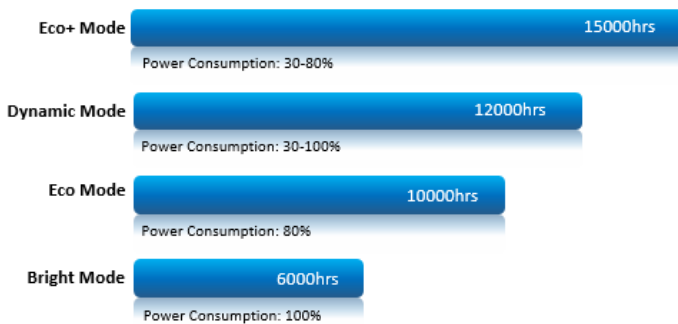 Eco+ Mode
15000hrs
Power Consumption: 30-80%
Dynamic Mode
12000hrs
Power Consumption: 30-100%
Eco Mode
10000hrs
Power Consumption: 80%
Bright Mode
6000hrs
Power Consumption: 100%